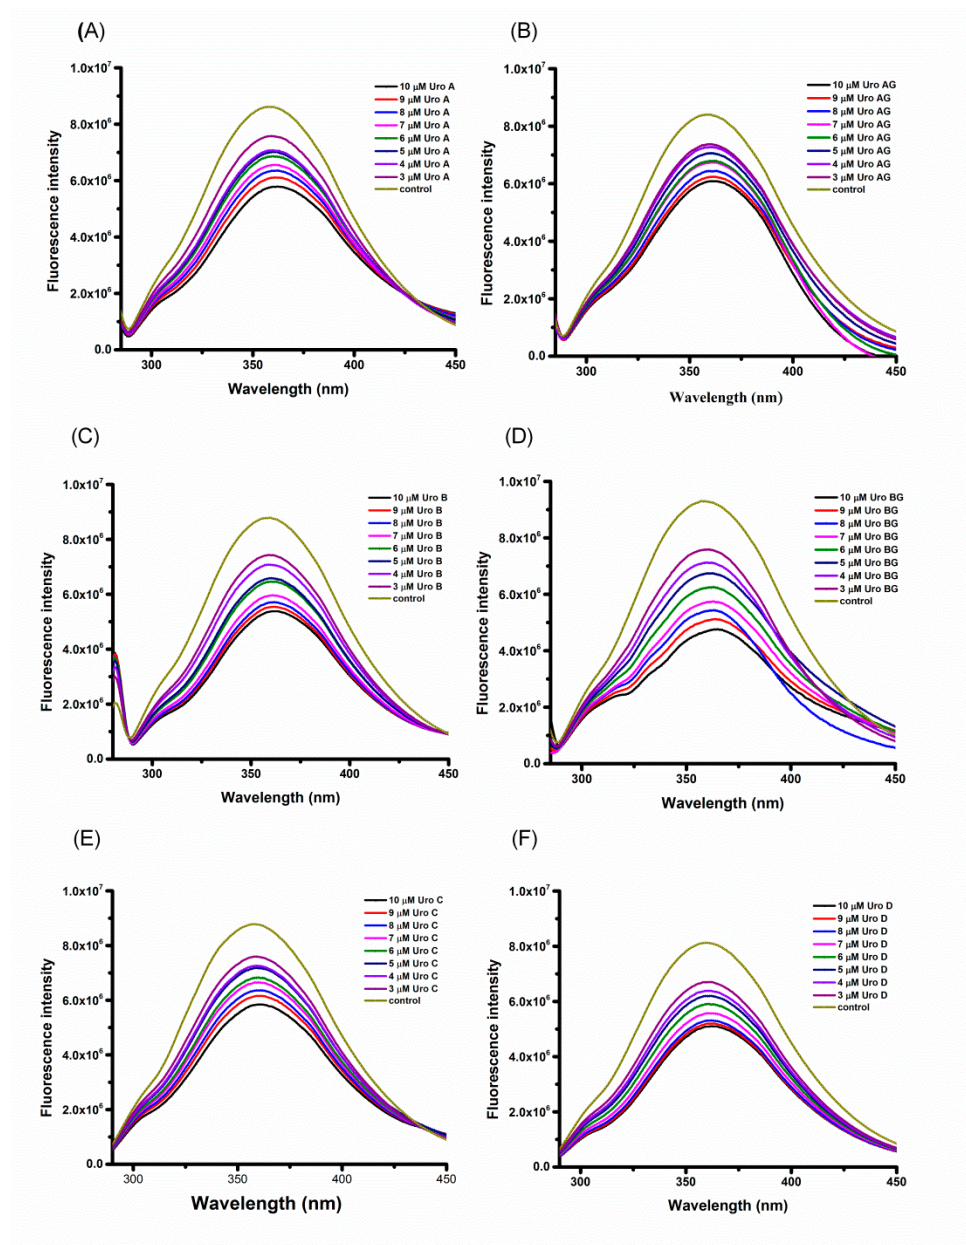 (A)
1.0x10⁷
8.0x10⁶
6.0x10⁶
4.0x10⁶
2.0x10⁶
0.0
Fluorescence intensity
300
350
400
450
Wavelength (nm)
10 μM Uro A
9 μM Uro A
8 μM Uro A
7 μM Uro A
6 μM Uro A
5 μM Uro A
4 μM Uro A
3 μM Uro A
control
(B)
1.0x10⁷
8.0x10⁶
6.0x10⁶
4.0x10⁶
2.0x10⁶
0.0
Fluorescence intensity
300
350
400
450
Wavelength (nm)
10 μM Uro AG
9 μM Uro AG
8 μM Uro AG
7 μM Uro AG
6 μM Uro AG
5 μM Uro AG
4 μM Uro AG
3 μM Uro AG
control
(C)
1.0x10⁷
8.0x10⁶
6.0x10⁶
4.0x10⁶
2.0x10⁶
0.0
Fluorescence intensity
300
350
400
450
Wavelength (nm)
10 μM Uro B
9 μM Uro B
8 μM Uro B
7 μM Uro B
6 μM Uro B
5 μM Uro B
4 μM Uro B
3 μM Uro B
control
(D)
1.0x10⁷
8.0x10⁶
6.0x10⁶
4.0x10⁶
2.0x10⁶
0.0
Fluorescence intensity
300
350
400
450
Wavelength (nm)
10 μM Uro BG
9 μM Uro BG
8 μM Uro BG
7 μM Uro BG
6 μM Uro BG
5 μM Uro BG
4 μM Uro BG
3 μM Uro BG
control
(E)
1.0x10⁷
8.0x10⁶
6.0x10⁶
4.0x10⁶
2.0x10⁶
0.0
Fluorescence intensity
300
350
400
450
Wavelength (nm)
10 μM Uro C
9 μM Uro C
8 μM Uro C
7 μM Uro C
6 μM Uro C
5 μM Uro C
4 μM Uro C
3 μM Uro C
control
(F)
1.0x10⁷
8.0x10⁶
6.0x10⁶
4.0x10⁶
2.0x10⁶
0.0
Fluorescence intensity
300
350
400
450
Wavelength (nm)
10 μM Uro D
9 μM Uro D
8 μM Uro D
7 μM Uro D
6 μM Uro D
5 μM Uro D
4 μM Uro D
3 μM Uro D
control